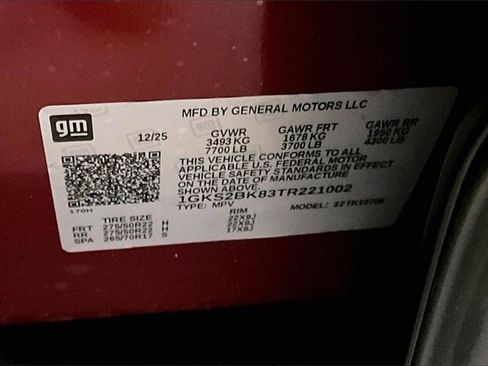 gm
MFD BY GENERAL MOTORS LLC
12/25 GVWR GAWR FRT GAWR RR
3493 KG 1678 KG 1950 KG
7700 LB 3700 LB 4300 LB
THIS VEHICLE CONFORMS TO ALL
APPLICABLE U.S. FEDERAL MOTOR
VEHICLE SAFETY STANDARDS IN EFFECT
ON THE DATE OF MANUFACTURE
SHOWN ABOVE.
1GKS2BK83TR221002
TYPE: MPV MODEL:
170H
TIRE SIZE RIM
FRT 275/50R22 H 22X9J
RR 275/50R22 H 22X9J
SPA 265/70R17 S 17X8J